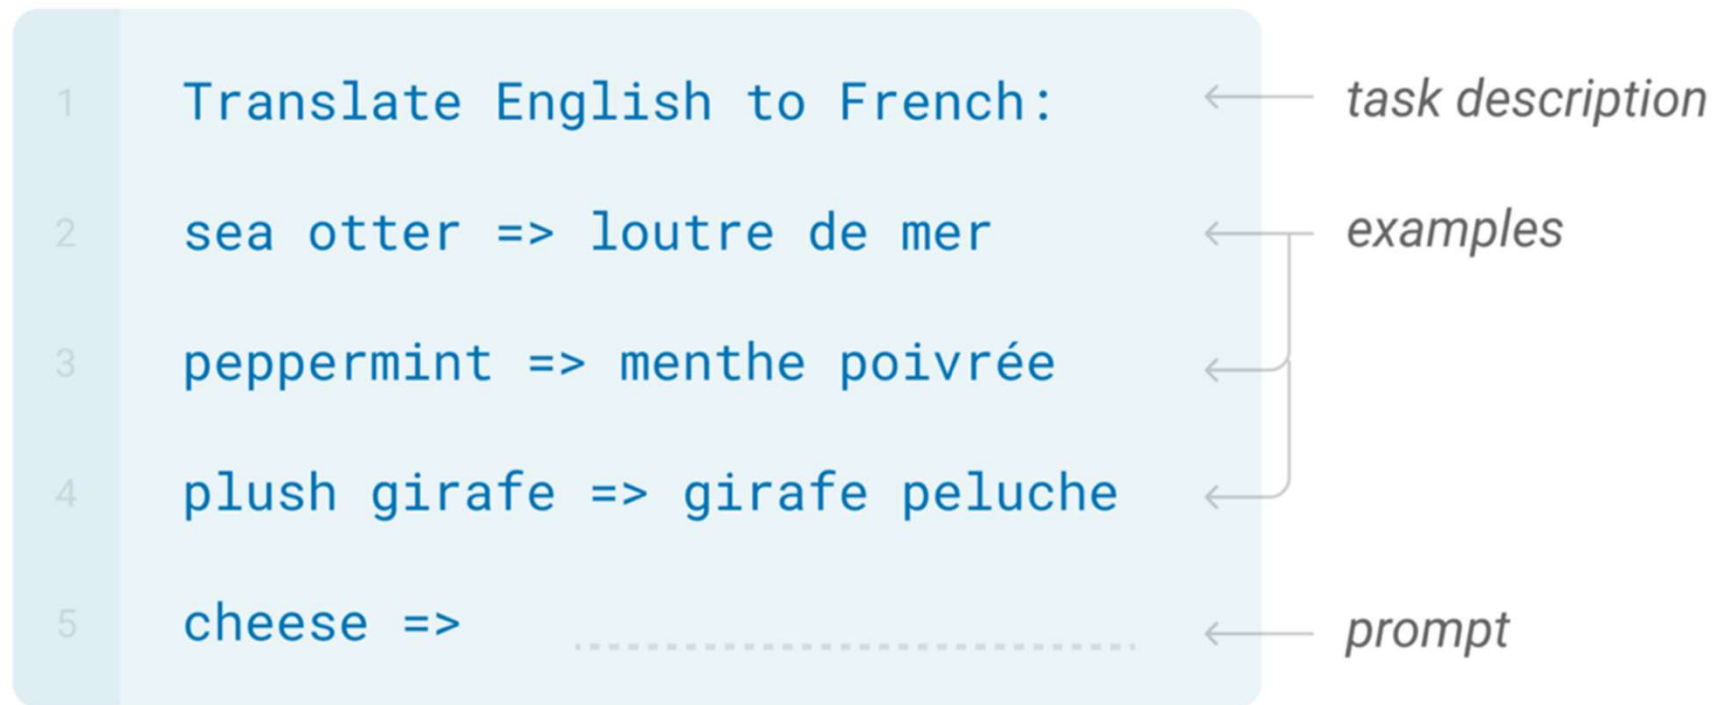 1 Translate English to French: task description
2 sea otter => loutre de mer examples
3 peppermint => menthe poivrée
4 plush girafe => girafe peluche
5 cheese => prompt